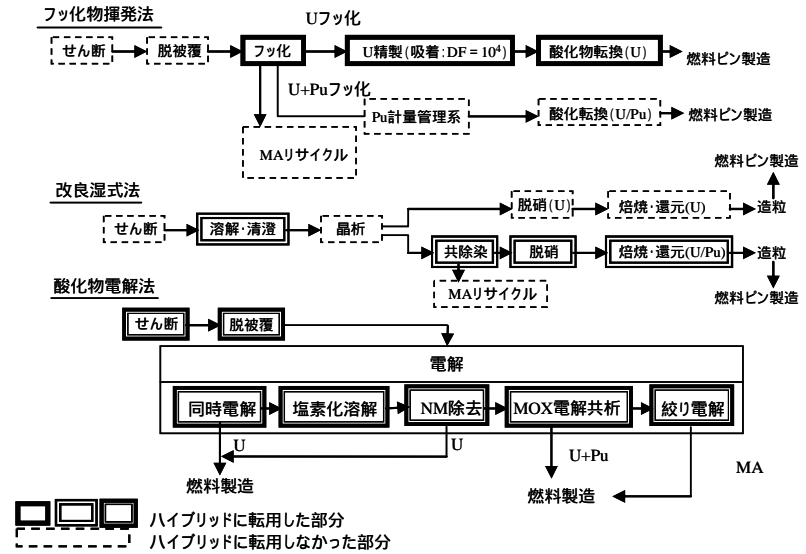 フッ化物揮発法
Uフッ化
せん断
脱被覆
フッ化
U精製(吸着:DF = 10⁴)
酸化物転換(U)
燃料ピン製造
U+Puフッ化
Pu計量管理系
酸化転換(U/Pu)
燃料ピン製造
MAリサイクル
燃料ピン製造
改良湿式法
せん断
溶解・清澄
晶析
脱硝(U)
焙焼・還元(U)
造粒
共除染
脱硝
焙焼・還元(U/Pu)
造粒
MAリサイクル
燃料ピン製造
酸化物電解法
せん断
脱被覆
電解
同時電解
塩素化溶解
NM除去
MOX電解共析
絞り電解
U
U
U+Pu
MA
燃料製造
燃料製造
ハイブリッドに転用した部分
ハイブリッドに転用しなかった部分